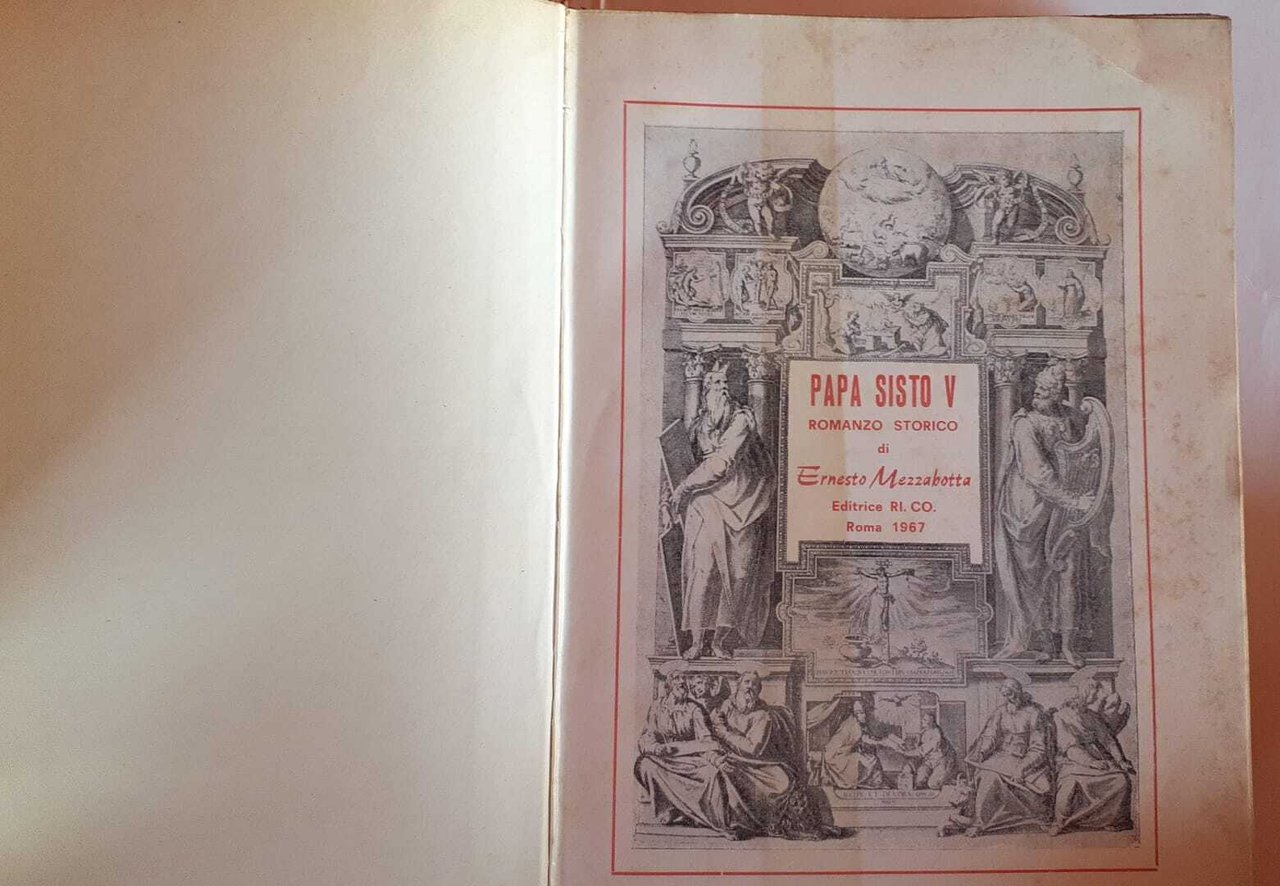 PAPA SISTO V
ROMANZO STORICO
di
Ernesto Mezzabotta
Editrice RI. CO.
Roma 1967